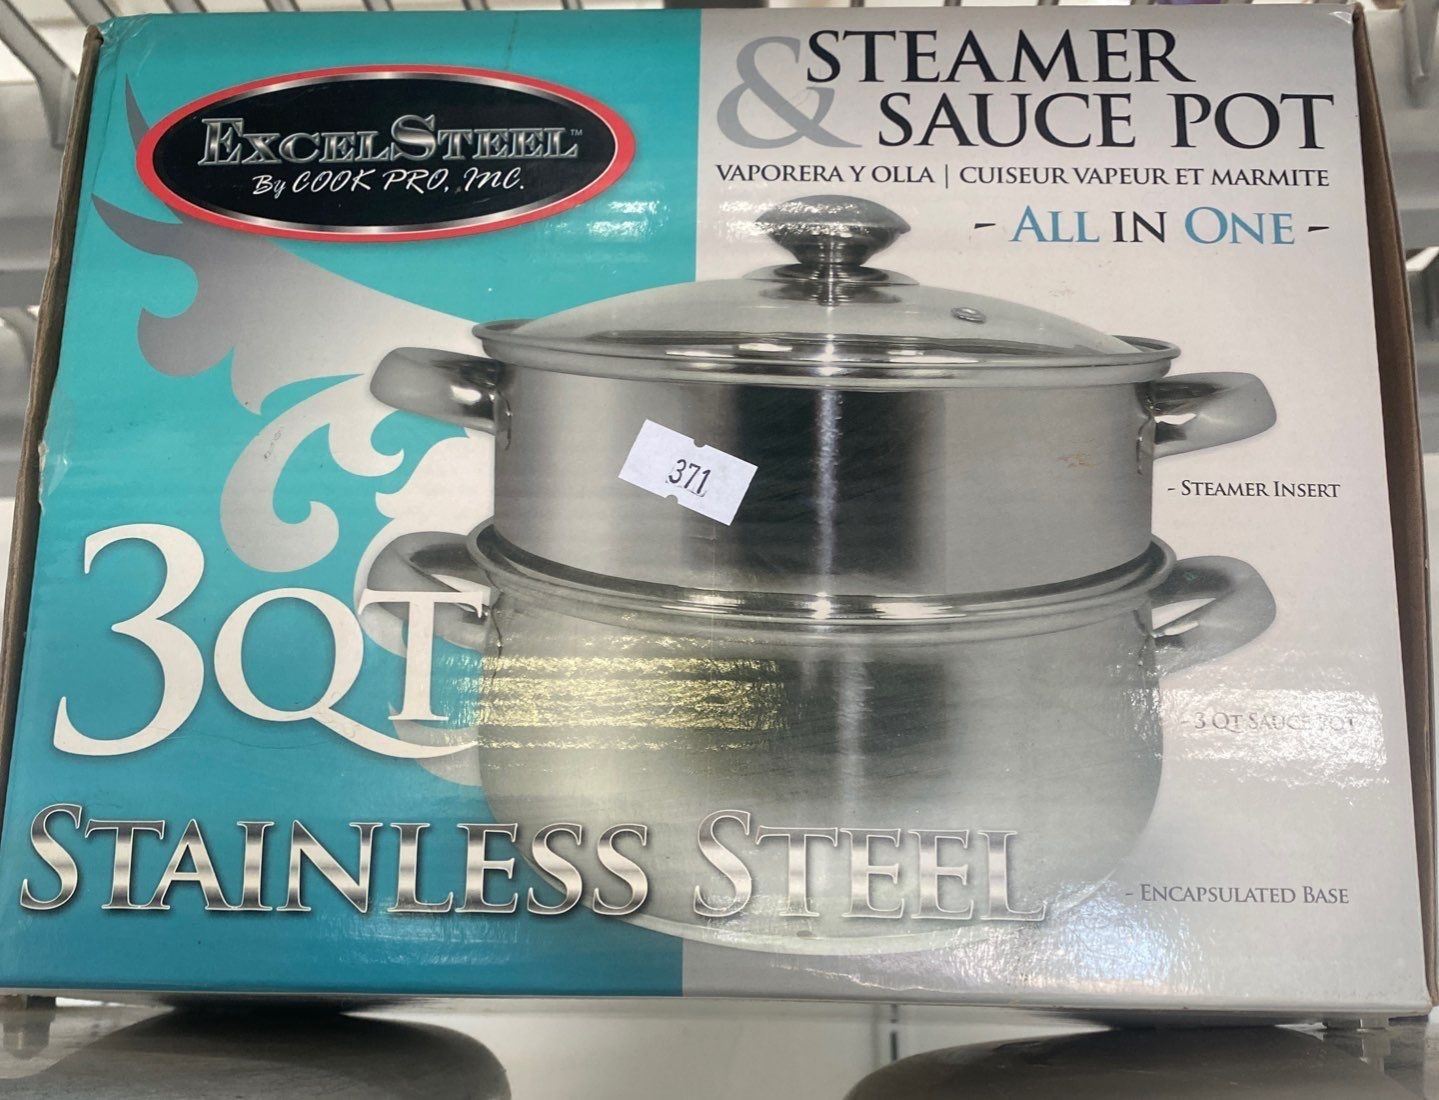 EXCELSTEEL™
By COOK PRO, INC.
STEAMER
& SAUCE POT
VAPORERA Y OLLA | CUISEUR VAPEUR ET MARMITE
- ALL IN ONE -
371
- STEAMER INSERT
3QT
- 3 QT SAUCE POT
STAINLESS STEEL
- ENCAPSULATED BASE